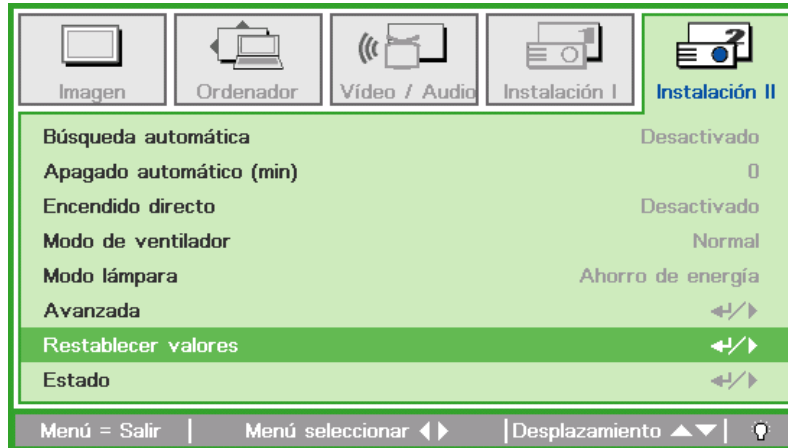 Imagen Ordenador Vídeo / Audio Instalación I Instalación II
Búsqueda automática Desactivado
Apagado automático (min) 0
Encendido directo Desactivado
Modo de ventilador Normal
Modo lámpara Ahorro de energía
Avanzada
Restablecer valores
Estado
Menú = Salir Menú seleccionar Desplazamiento